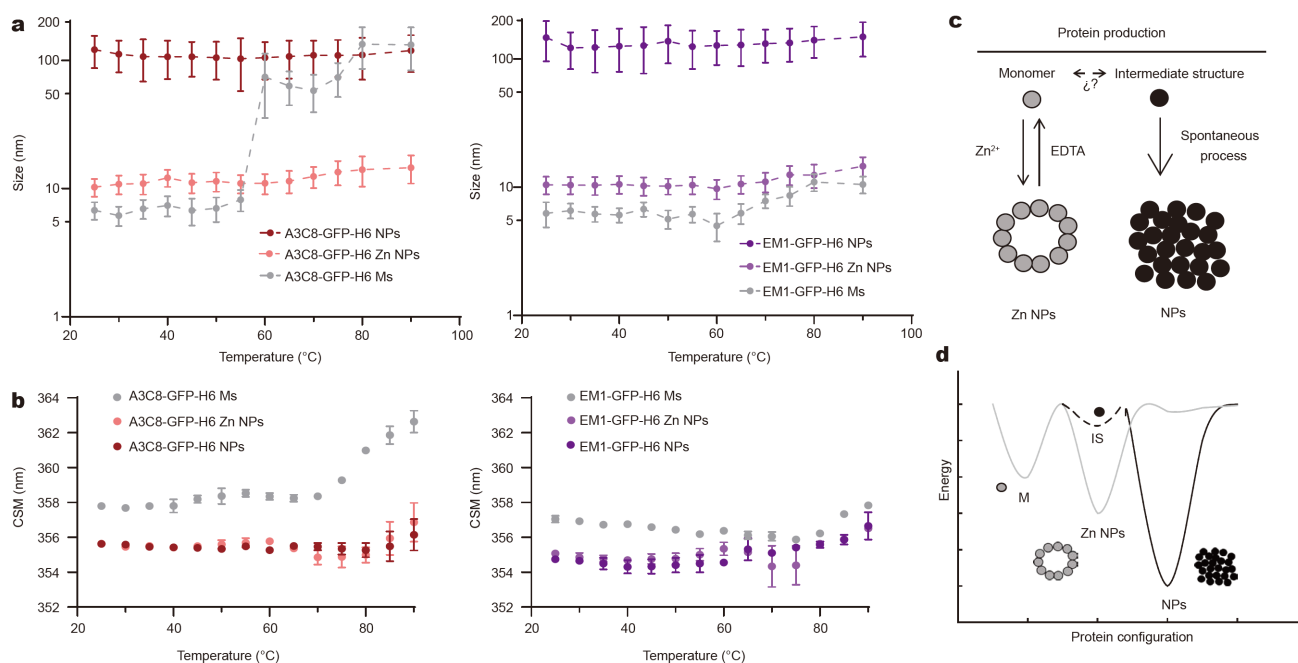 a
200
100
50
10
5
1
Size (nm)
A3C8-GFP-H6 NPs
A3C8-GFP-H6 Zn NPs
A3C8-GFP-H6 Ms
20
40
60
80
100
Temperature (°C)
200
100
50
10
5
1
Size (nm)
EM1-GFP-H6 NPs
EM1-GFP-H6 Zn NPs
EM1-GFP-H6 Ms
20
40
60
80
100
Temperature (°C)
b
364
362
360
358
356
354
352
CSM (nm)
A3C8-GFP-H6 Ms
A3C8-GFP-H6 Zn NPs
A3C8-GFP-H6 NPs
20
40
60
80
Temperature (°C)
364
362
360
358
356
354
352
CSM (nm)
EM1-GFP-H6 Ms
EM1-GFP-H6 Zn NPs
EM1-GFP-H6 NPs
20
40
60
80
Temperature (°C)
c
Protein production
Monomer
¿?
Intermediate structure
Zn²⁺
EDTA
Spontaneous
process
Zn NPs
NPs
d
Energy
IS
M
Zn NPs
NPs
Protein configuration